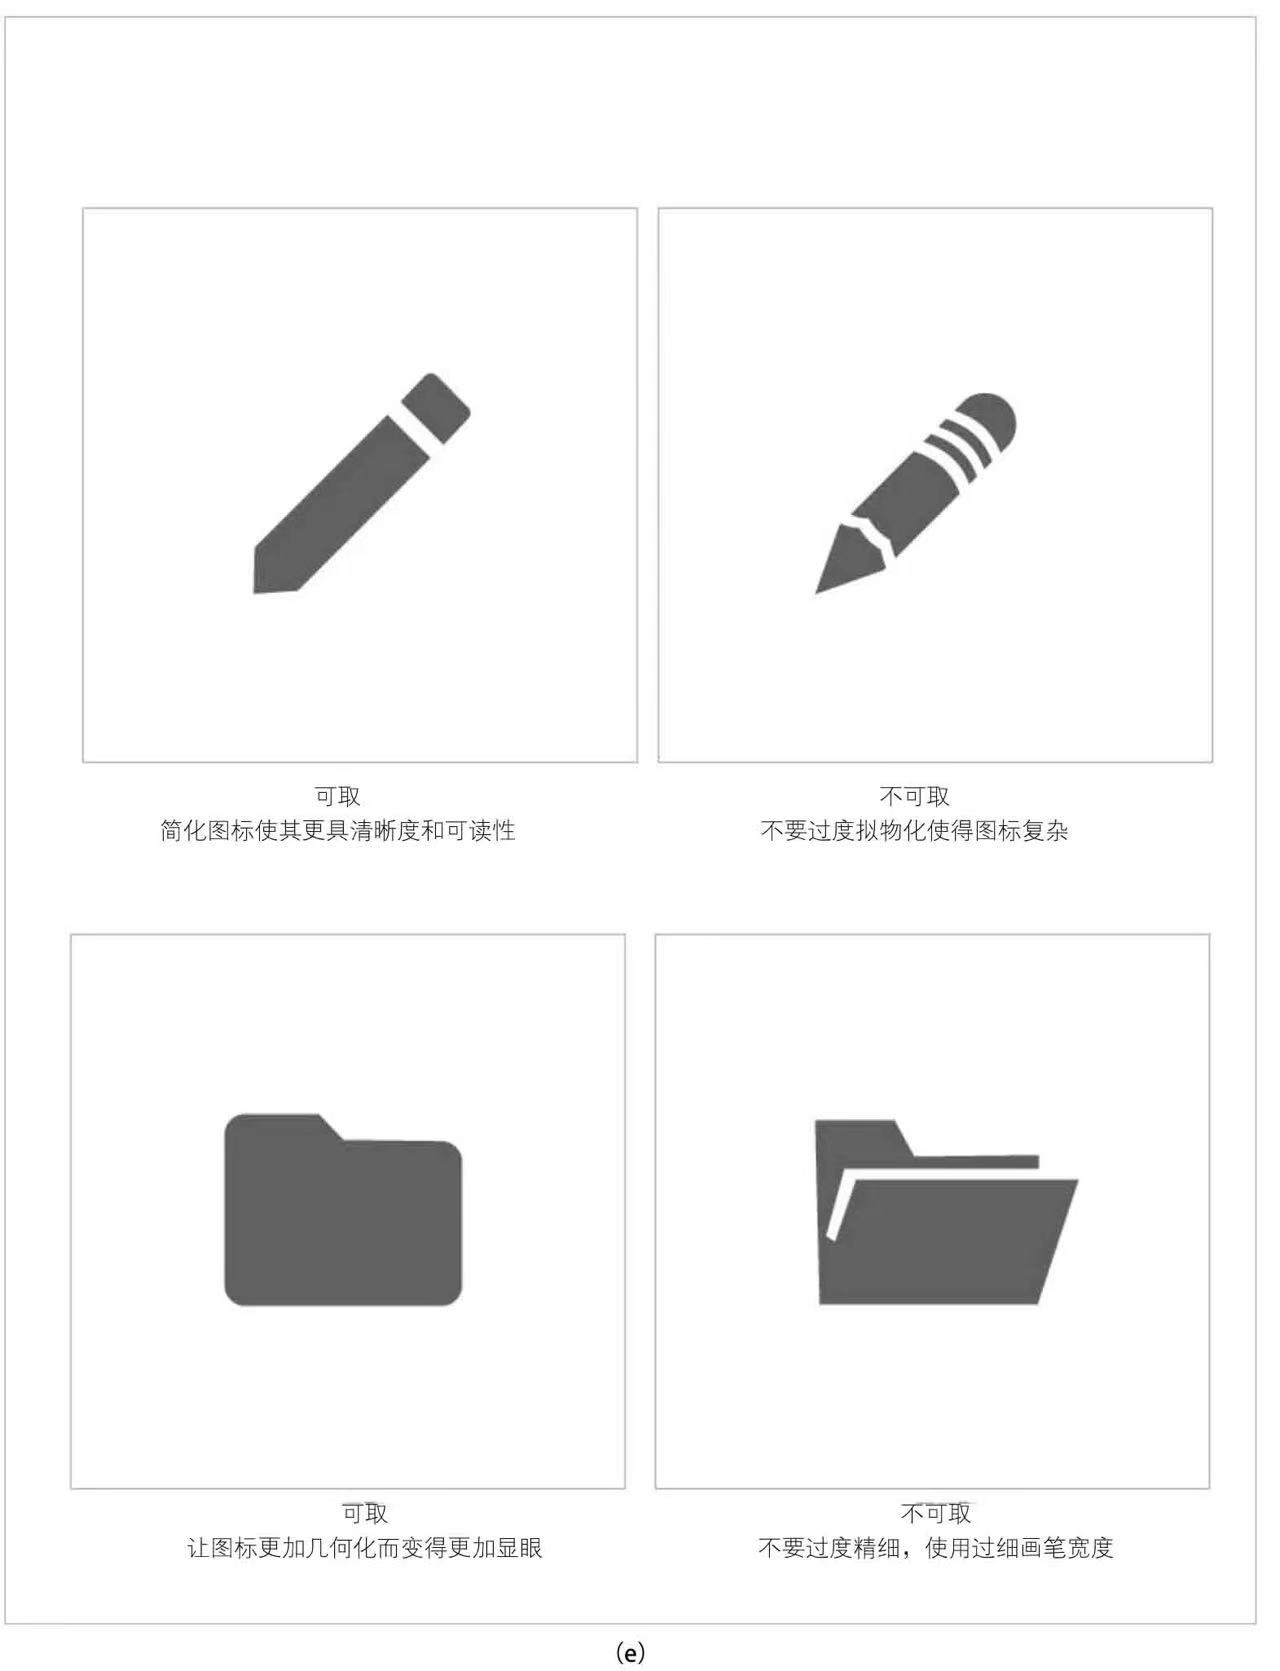 可取
简化图标使其更具清晰度和可读性
不可取
不要过度拟物化使得图标复杂
可取
让图标更加几何化而变得更加显眼
不可取
不要过度精细，使用过细画笔宽度
(e)